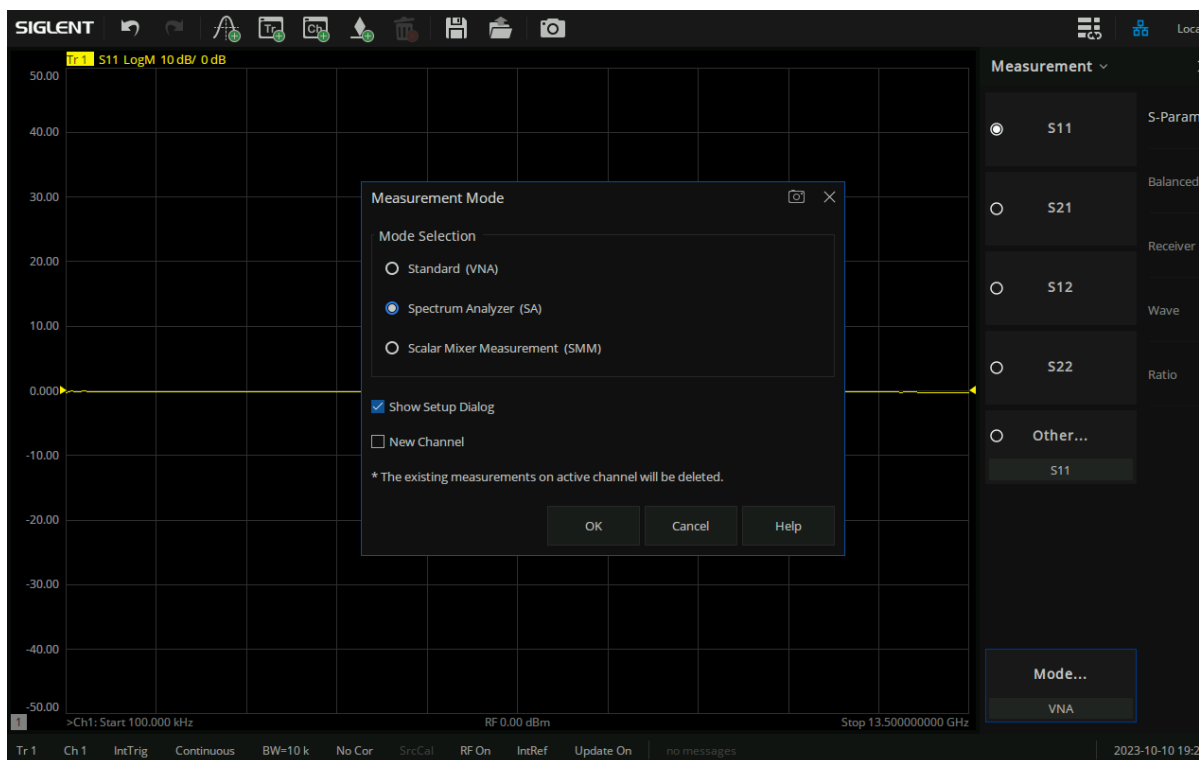 SIGLENT Tr Ch Loca
Tr 1 S11 LogM 10 dB/ 0 dB
50.00
40.00
30.00
20.00
10.00
0.000
-10.00
-20.00
-30.00
-40.00
-50.00
1 >Ch1: Start 100.000 kHz RF 0.00 dBm Stop 13.500000000 GHz
Measurement Mode
Mode Selection
Standard (VNA)
Spectrum Analyzer (SA)
Scalar Mixer Measurement (SMM)
Show Setup Dialog
New Channel
* The existing measurements on active channel will be deleted.
OK Cancel Help
Measurement
S11
S21
S12
S22
Other...
S11
Mode...
VNA
S-Param
Balanced
Receiver
Wave
Ratio
Tr 1 Ch 1 IntTrig Continuous BW=10 k No Cor SrcCal RF On IntRef Update On no messages 2023-10-10 19:2